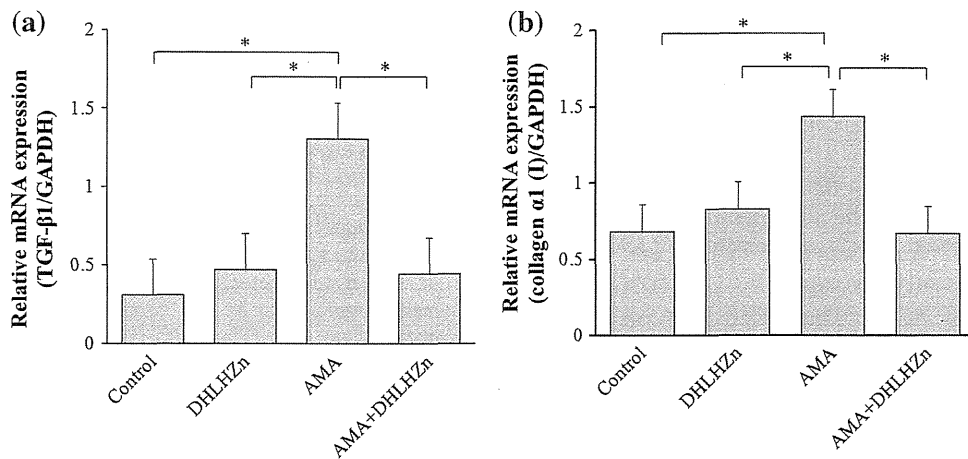 (a)
Relative mRNA expression
(TGF-β1/GAPDH)
2
1.5
1
0.5
0
*
*
*
Control
DHLHZn
AMA
AMA+DHLHZn
(b)
Relative mRNA expression
(collagen α1 (I)/GAPDH)
2
1.5
1
0.5
0
*
*
*
Control
DHLHZn
AMA
AMA+DHLHZn